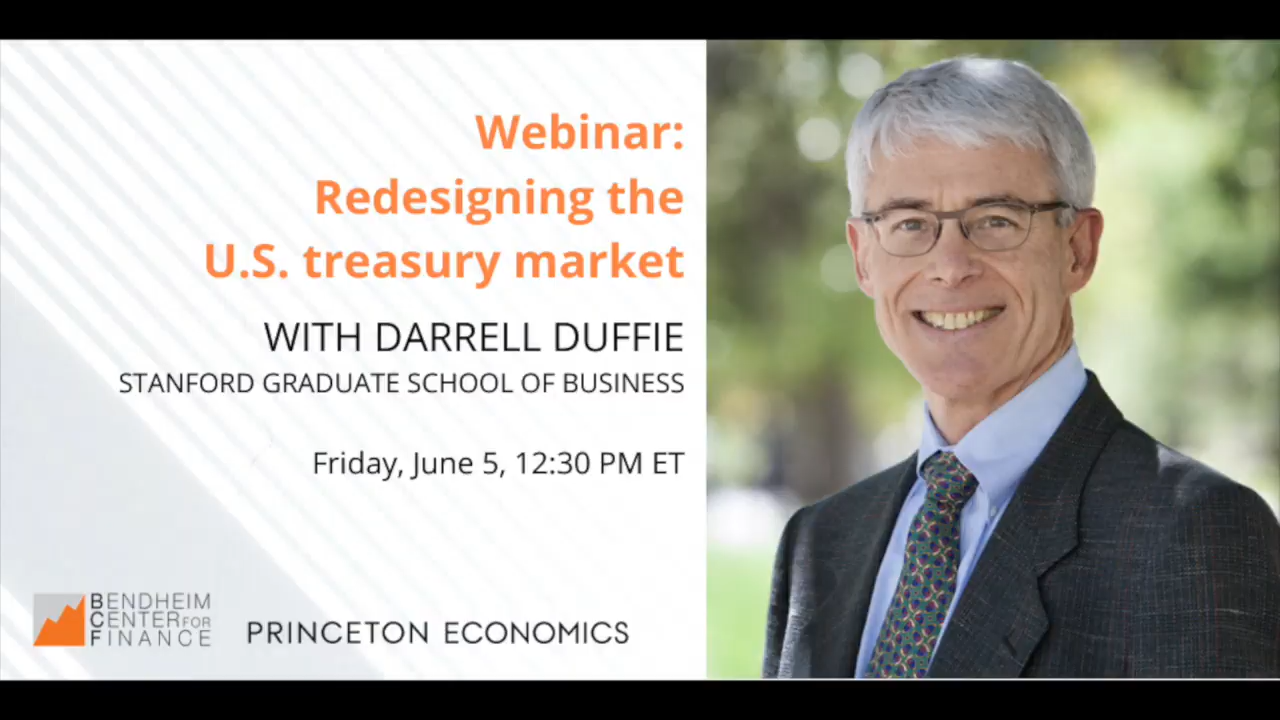 Webinar:
Redesigning the
U.S. treasury market
WITH DARRELL DUFFIE
STANFORD GRADUATE SCHOOL OF BUSINESS
Friday, June 5, 12:30 PM ET
BENDHEIM
CENTER FOR
FINANCE
PRINCETON ECONOMICS